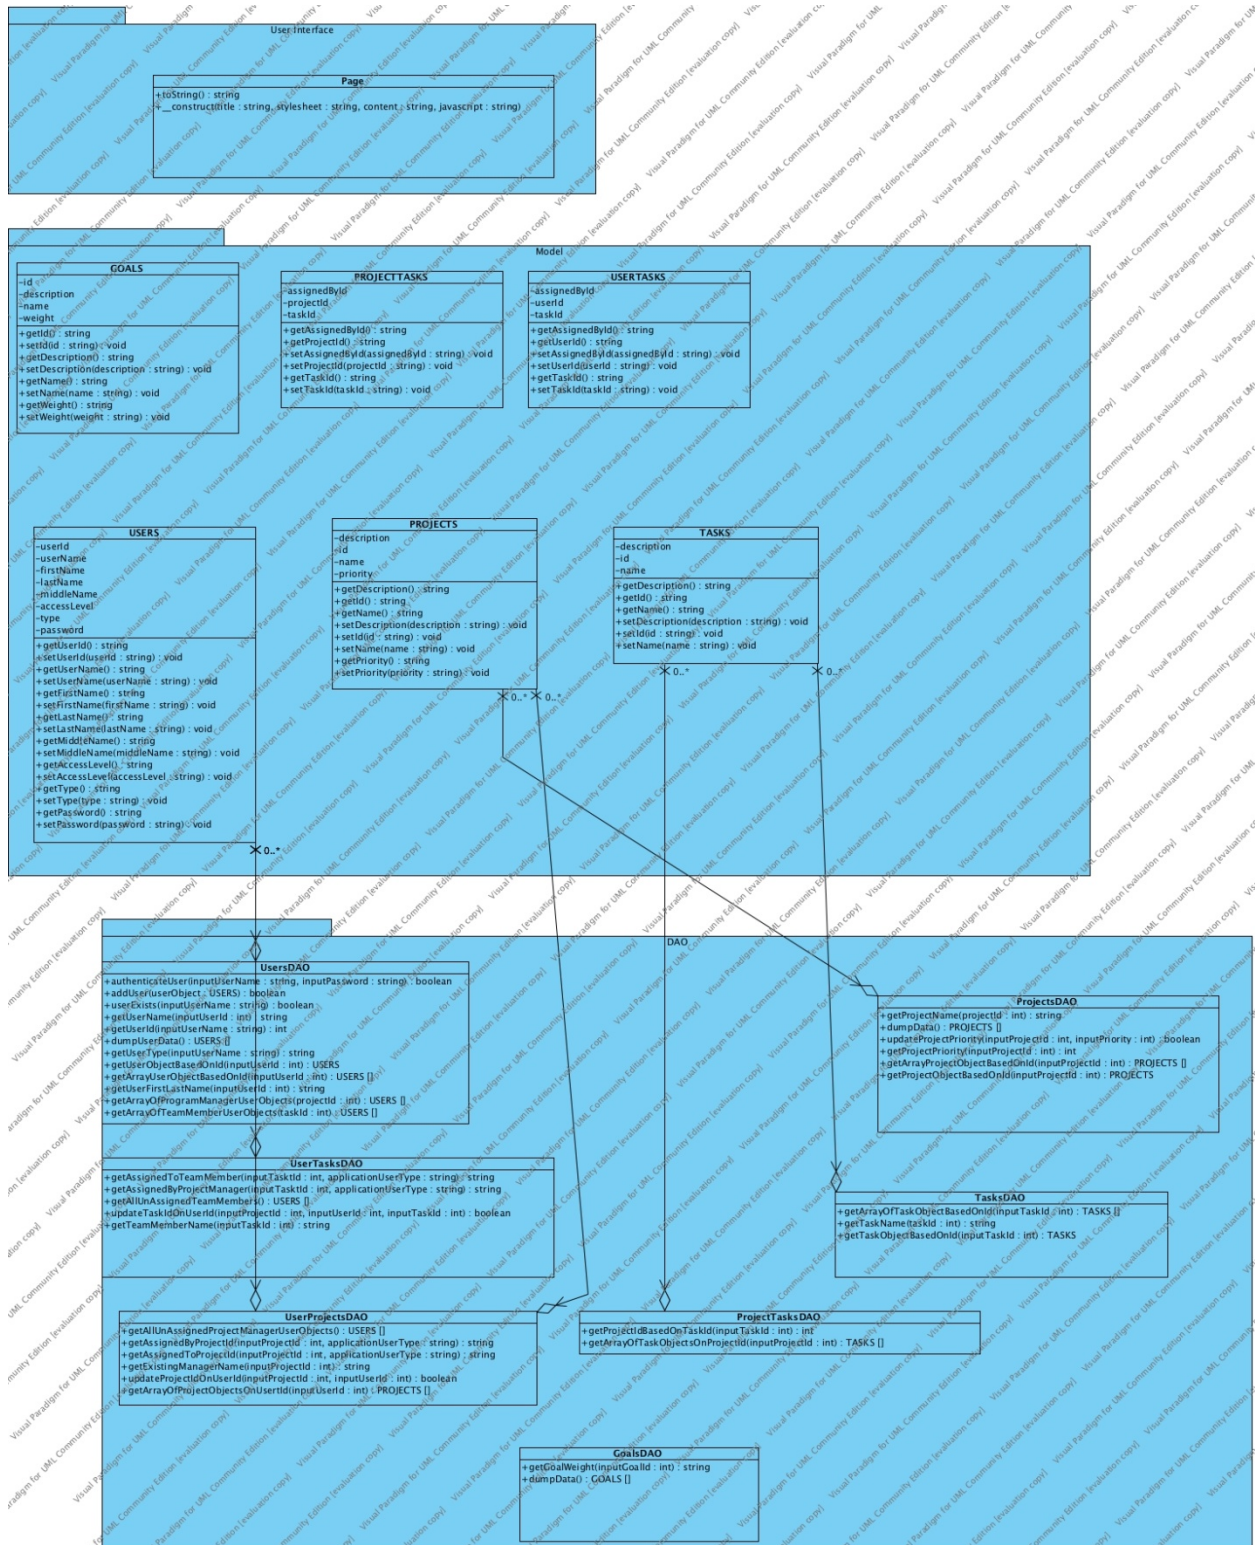 User Interface
Page
+toString() : string
+__construct(title : string, stylesheet : string, content : string, javascript : string)
Model
GOALS
-id
-description
-name
-weight
+getId() : string
+setId(id : string) : void
+getDescription() : string
+setDescription(description : string) : void
+getName() : string
+setName(name : string) : void
+getWeight() : string
+setWeight(weight : string) : void
PROJECTTASKS
-assignedById
-projectId
-taskId
+getAssignedById() : string
+getProjectId() : string
+setAssignedById(assignedById : string) : void
+setProjectId(projectId : string) : void
+getTaskId() : string
+setTaskId(taskId : string) : void
USERTASKS
-assignedById
-userId
-taskId
+getAssignedById() : string
+getUserId() : string
+setAssignedById(assignedById : string) : void
+setUserId(userId : string) : void
+getTaskId() : string
+setTaskId(taskId : string) : void
USERS
-userId
-userName
-firstName
-lastName
-middleName
-accessLevel
-type
-password
+getUserId() : string
+setUserId(userId : string) : void
+getUserName() : string
+setUserName(userName : string) : void
+getFirstName() : string
+setFirstName(firstName : string) : void
+getLastName() : string
+setLastName(lastName : string) : void
+getMiddleName() : string
+setMiddleName(middleName : string) : void
+getAccessLevel() : string
+setAccessLevel(accessLevel : string) : void
+getType() : string
+setType(type : string) : void
+getPassword() : string
+setPassword(password : string) : void
0..*
PROJECTS
-description
-id
-name
-priority
+getDescription() : string
+getId() : string
+getName() : string
+setDescription(description : string) : void
+setId(id : string) : void
+setName(name : string) : void
+getPriority() : string
+setPriority(priority : string) : void
0..*
0..*
TASKS
-description
-id
-name
+getDescription() : string
+getId() : string
+getName() : string
+setDescription(description : string) : void
+setId(id : string) : void
+setName(name : string) : void
0..*
0..*
DAO
UsersDAO
+authenticateUser(inputUserName : string, inputPassword : string) : boolean
+addUser(userObject : USERS) : boolean
+userExists(inputUserName : string) : boolean
+getUserName(inputUserId : int) : string
+getUserId(inputUserName : string) : int
+dumpUserData() : USERS []
+getUserType(inputUserName : string) : string
+getUserObjectBasedOnId(inputUserId : int) : USERS
+getArrayUserObjectBasedOnId(inputUserId : int) : USERS []
+getUserFirstLastName(inputUserId : int) : string
+getArrayOfProgramManagerUserObjects(projectId : int) : USERS []
+getArrayOfTeamMemberUserObjects(taskId : int) : USERS []
ProjectsDAO
+getProjectName(projectId : int) : string
+dumpData() : PROJECTS []
+updateProjectPriority(inputProjectId : int, inputPriority : int) : boolean
+getProjectPriority(inputProjectId : int) : int
+getArrayProjectObjectBasedOnId(inputProjectId : int) : PROJECTS []
+getProjectObjectBasedOnId(inputProjectId : int) : PROJECTS
UserTasksDAO
+getAssignedToTeamMember(inputTasktId : int, applicationUserType : string) : string
+getAssignedByProjectManager(inputTasktId : int, applicationUserType : string) : string
+getAllUnAssignedTeamMembers() : USERS []
+updateTaskIdOnUserId(inputProjectId : int, inputUserId : int, inputTaskId : int) : boolean
+getTeamMemberName(inputTaskId : int) : string
TasksDAO
+getArrayOfTaskObjectBasedOnId(inputTaskId : int) : TASKS []
+getTaskName(taskId : int) : string
+getTaskObjectBasedOnId(inputTaskId : int) : TASKS
UserProjectsDAO
+getAllUnAssignedProjectManagerUserObjects() : USERS []
+getAssignedByProjectId(inputProjectId : int, applicationUserType : string) : string
+getAssignedToProjectId(inputProjectId : int, applicationUserType : string) : string
+getExistingManagerName(inputProjectId : int) : string
+updateProjectIdOnUserId(inputProjectId : int, inputUserId : int) : boolean
+getArrayOfProjectObjectsOnUsertId(inputUserId : int) : PROJECTS []
ProjectTasksDAO
+getProjectIdBasedOnTaskId(inputTaskId : int) : int
+getArrayOfTaskObjectsOnProjectId(inputProjectId : int) : TASKS []
GoalsDAO
+getGoalWeight(inputGoalId : int) : string
+dumpData() : GOALS []
Visual Paradigm for UML Community Edition [evaluation copy]